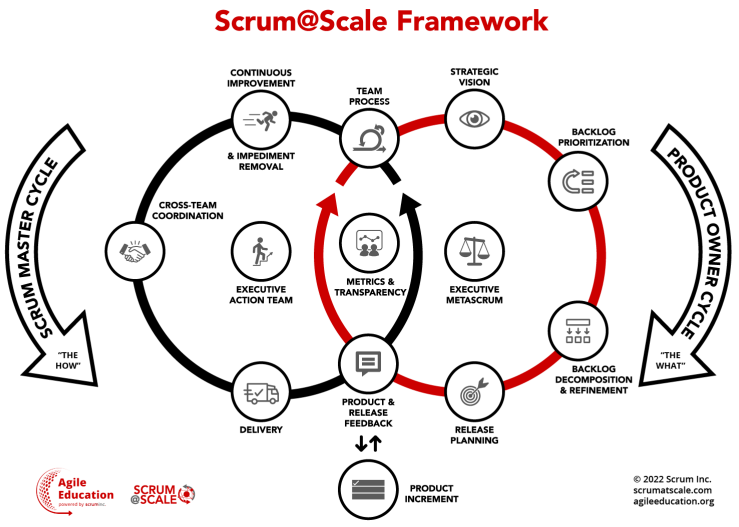 Scrum@Scale Framework
CONTINUOUS
IMPROVEMENT
& IMPEDIMENT
REMOVAL
TEAM
PROCESS
STRATEGIC
VISION
BACKLOG
PRIORITIZATION
SCRUM MASTER CYCLE
"THE
HOW"
PRODUCT OWNER CYCLE
"THE
WHAT"
CROSS-TEAM
COORDINATION
EXECUTIVE
ACTION TEAM
METRICS &
TRANSPARENCY
EXECUTIVE
METASCRUM
BACKLOG
DECOMPOSITION
& REFINEMENT
DELIVERY
PRODUCT &
RELEASE
FEEDBACK
RELEASE
PLANNING
PRODUCT
INCREMENT
Agile
Education
powered by scruminc.
SCRUM
@SCALE
© 2022 Scrum Inc.
scrumatscale.com
agileeducation.org